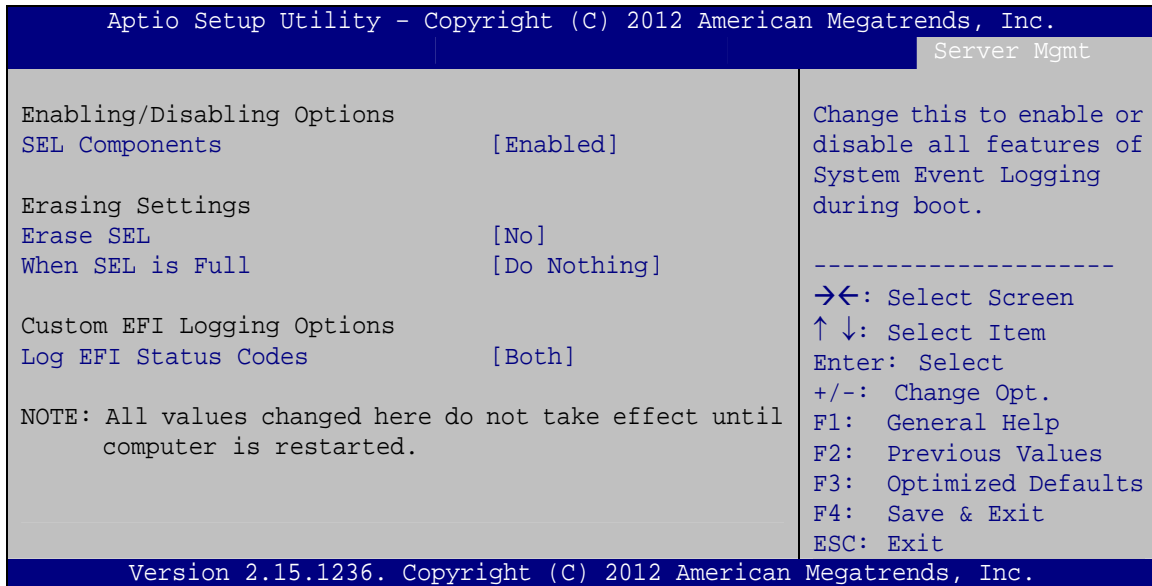 Aptio Setup Utility – Copyright (C) 2012 American Megatrends, Inc.
Server Mgmt
Enabling/Disabling Options
SEL Components [Enabled]
Erasing Settings
Erase SEL [No]
When SEL is Full [Do Nothing]
Custom EFI Logging Options
Log EFI Status Codes [Both]
NOTE: All values changed here do not take effect until
computer is restarted.
Change this to enable or
disable all features of
System Event Logging
during boot.
---------------------
→←: Select Screen
↑ ↓: Select Item
Enter: Select
+/-: Change Opt.
F1: General Help
F2: Previous Values
F3: Optimized Defaults
F4: Save & Exit
ESC: Exit
Version 2.15.1236. Copyright (C) 2012 American Megatrends, Inc.